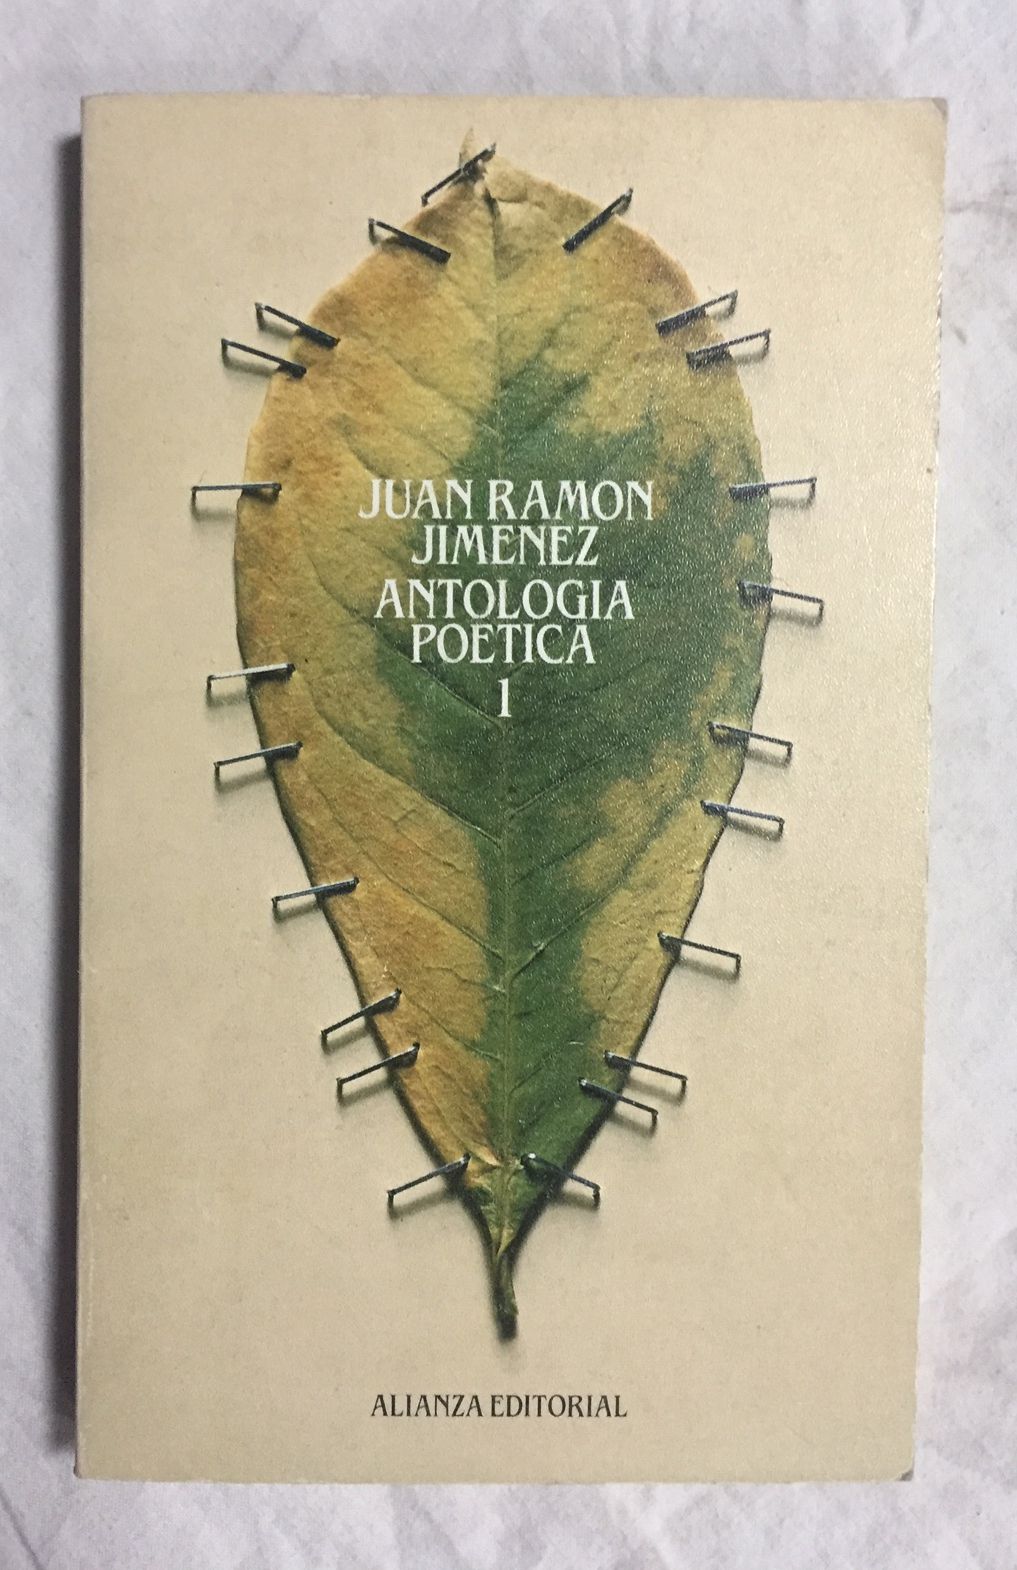 JUAN RAMON
JIMENEZ
ANTOLOGIA
POETICA
1
ALIANZA EDITORIAL